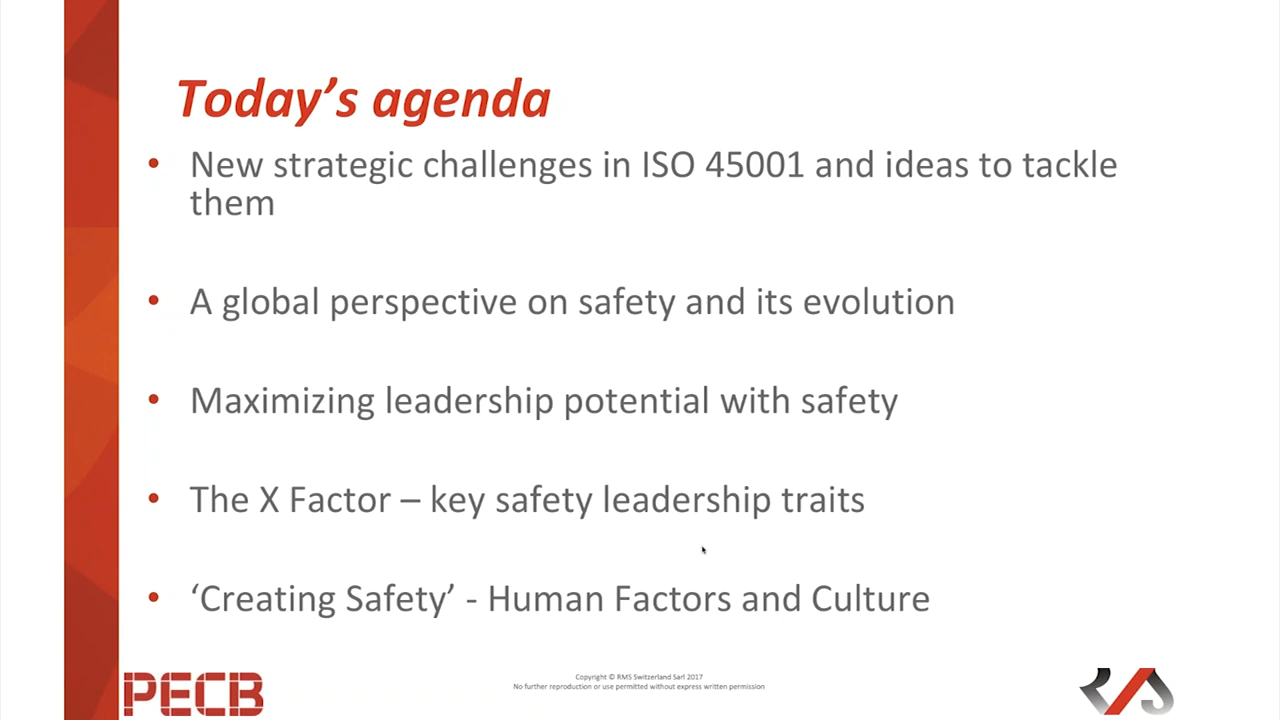 Today’s agenda
• New strategic challenges in ISO 45001 and ideas to tackle
them
• A global perspective on safety and its evolution
• Maximizing leadership potential with safety
• The X Factor – key safety leadership traits
• ‘Creating Safety’ - Human Factors and Culture
PECB
Copyright © RMS Switzerland Sarl 2017
No further reproduction or use permitted without express written permission